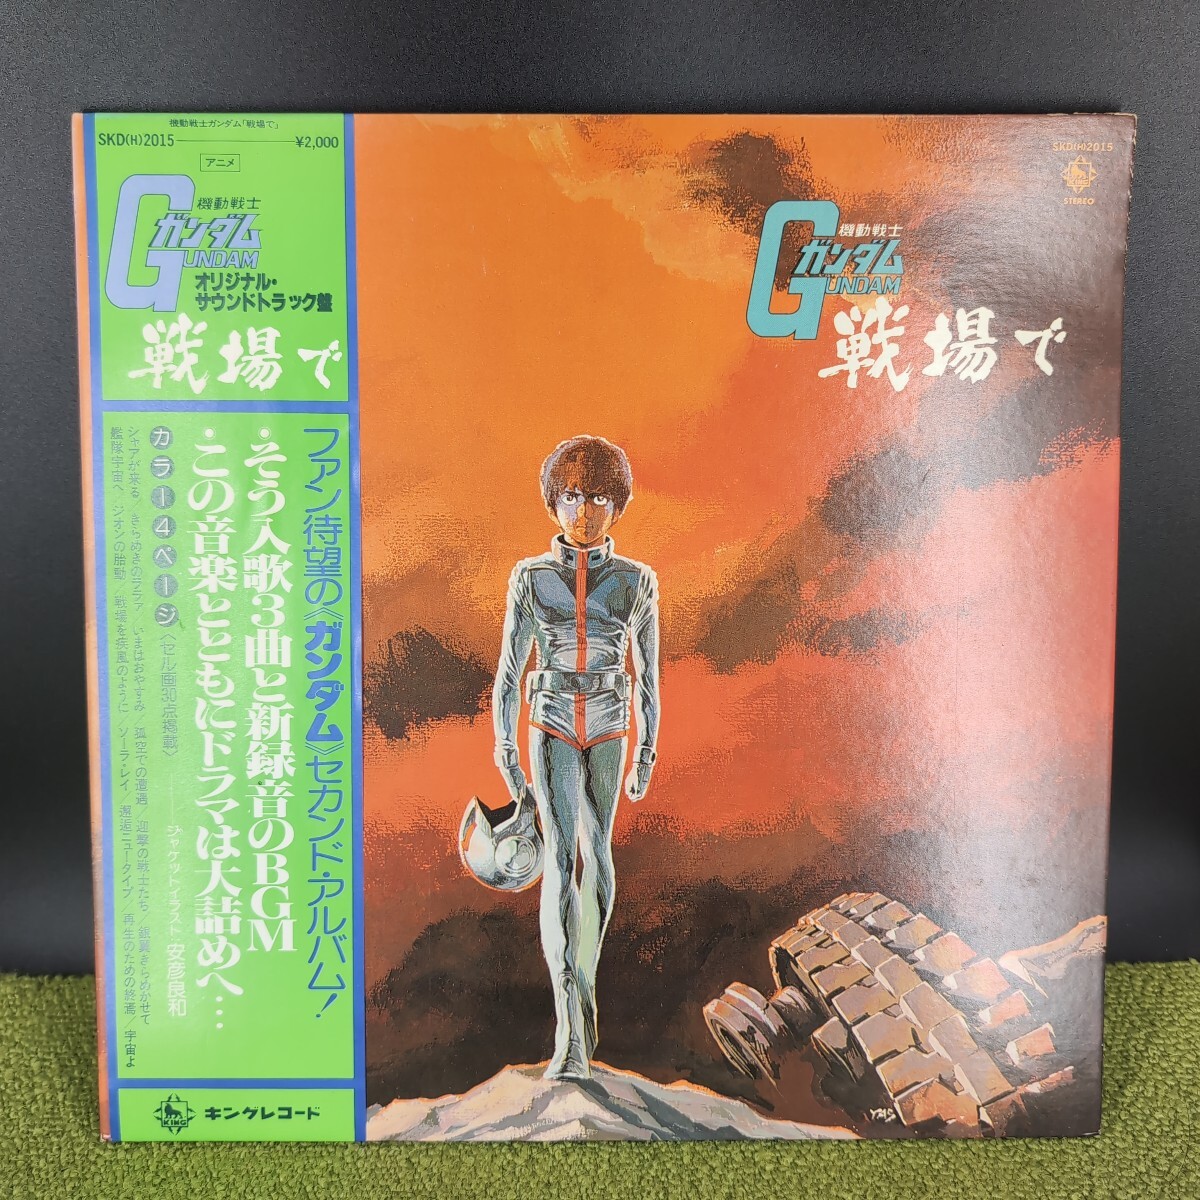 機動戦士ガンダム「戦場で」
SKD(H)2015
¥2,000
アニメ
機動戦士
ガンダム
GUNDAM
オリジナル・
サウンドトラック盤
戦場で
ファン待望の《ガンダム》セカンド・アルバム!
・そう入歌3曲と新録音のBGM
・この音楽とともにドラマは大詰めへ…
カラー4ページ〈セル画30点掲載〉
ジャケットイラスト 安彦良和
シャアが来る/きらめきのララァ/いまはおやすみ/孤空での遭遇/迎撃の戦士たち/銀翼きらめかせて
艦隊宇宙へ/ジオンの胎動/戦場を疾風のように/ソーラ・レイ/邂逅ニュータイプ/再生のための終焉/宇宙よ
KING
キングレコード
SKD(H)2015
KING
STEREO
機動戦士
ガンダム
GUNDAM
戦場で
YAS